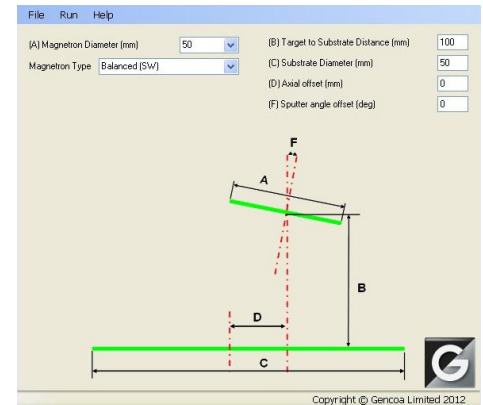 File Run Help
(A) Magnetron Diameter (mm) 50
Magnetron Type Balanced (SW)
(B) Target to Substrate Distance (mm) 100
(C) Substrate Diameter (mm) 50
(D) Axial offset (mm) 0
(F) Sputter angle offset (deg) 0
F
A
B
D
C
G
Copyright © Gencoa Limited 2012